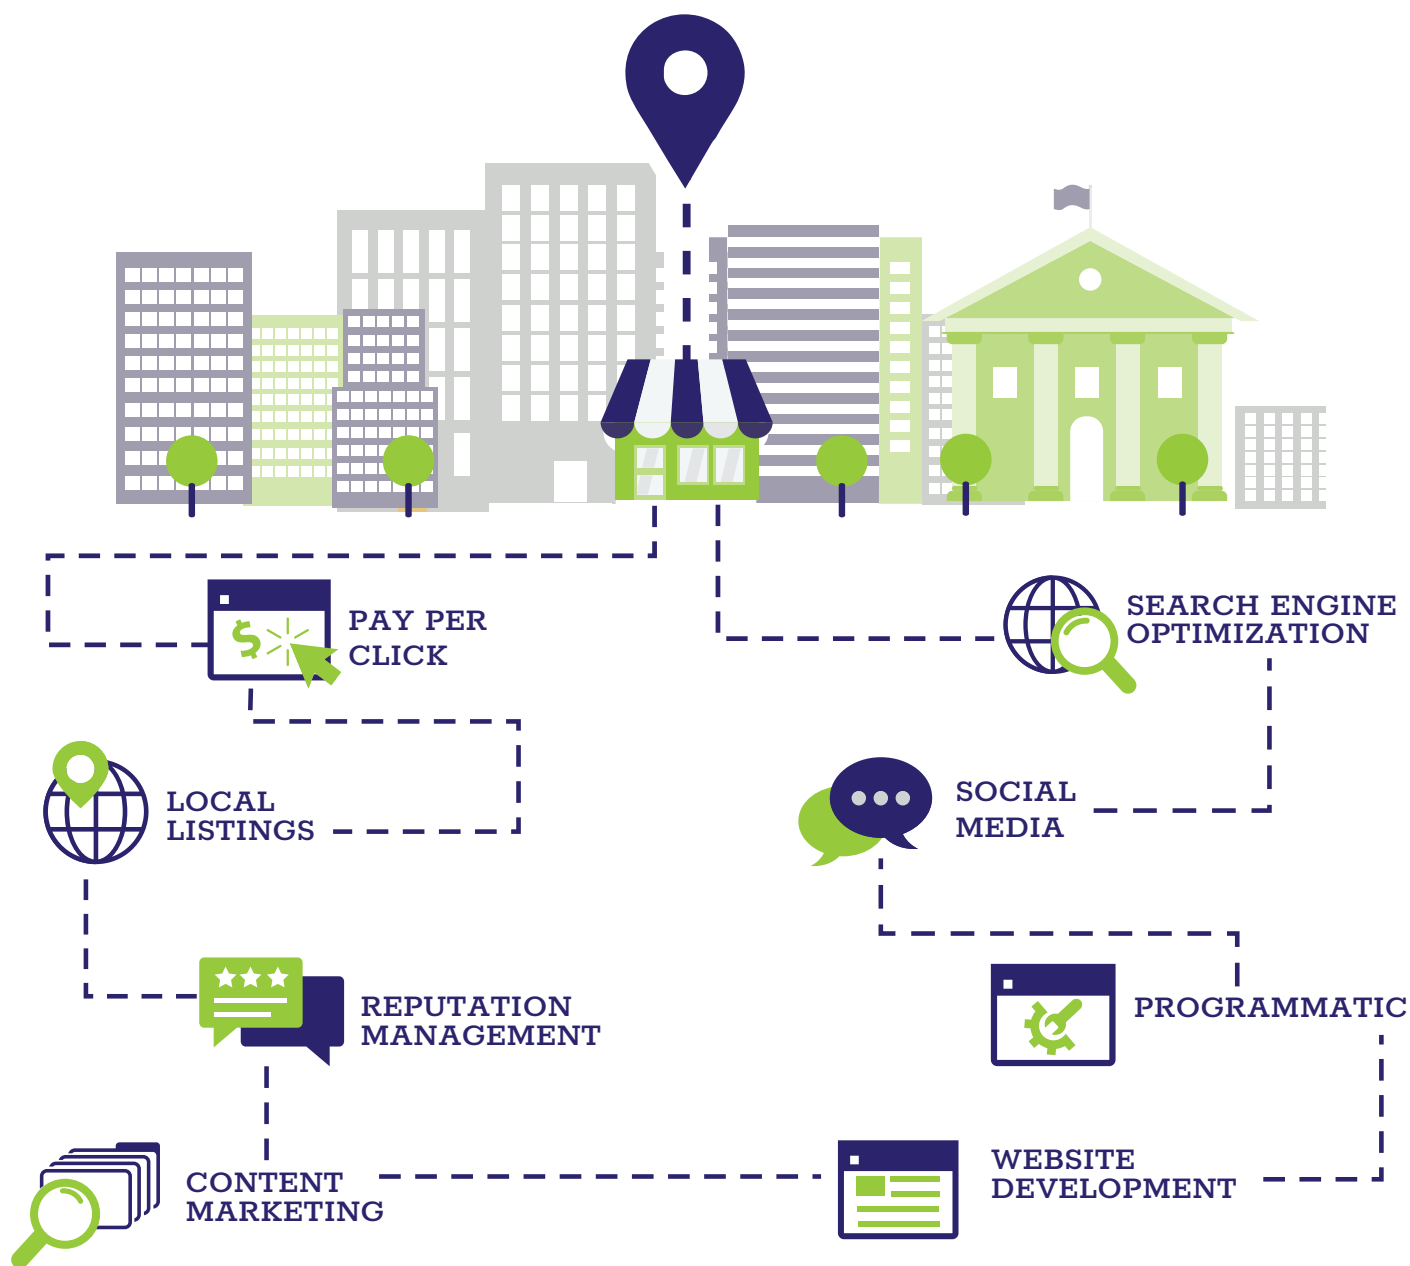 PAY PER
CLICK
SEARCH ENGINE
OPTIMIZATION
LOCAL
LISTINGS
SOCIAL
MEDIA
REPUTATION
MANAGEMENT
PROGRAMMATIC
CONTENT
MARKETING
WEBSITE
DEVELOPMENT
$